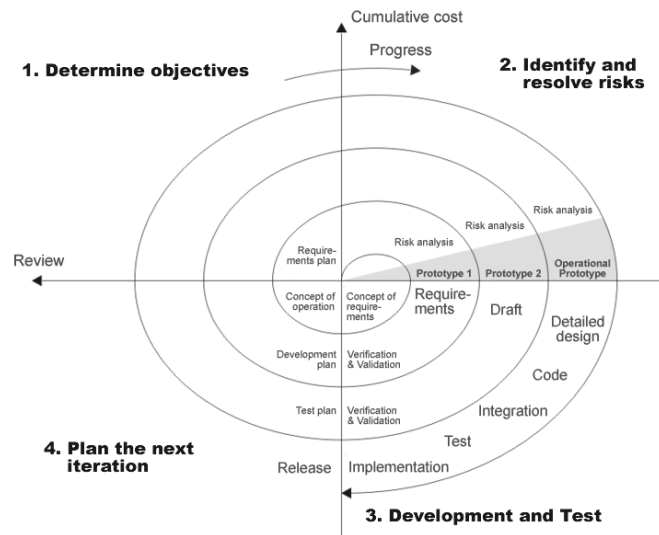 Cumulative cost
Progress
1. Determine objectives
2. Identify and
resolve risks
Risk analysis
Risk analysis
Risk analysis
Require-
ments plan
Review
Prototype 1
Prototype 2
Operational
Prototype
Concept of
operation
Concept of
require-
ments
Require-
ments
Draft
Detailed
design
Development
plan
Verification
& Validation
Code
Test plan
Verification
& Validation
Integration
Test
4. Plan the next
iteration
Release
Implementation
3. Development and Test